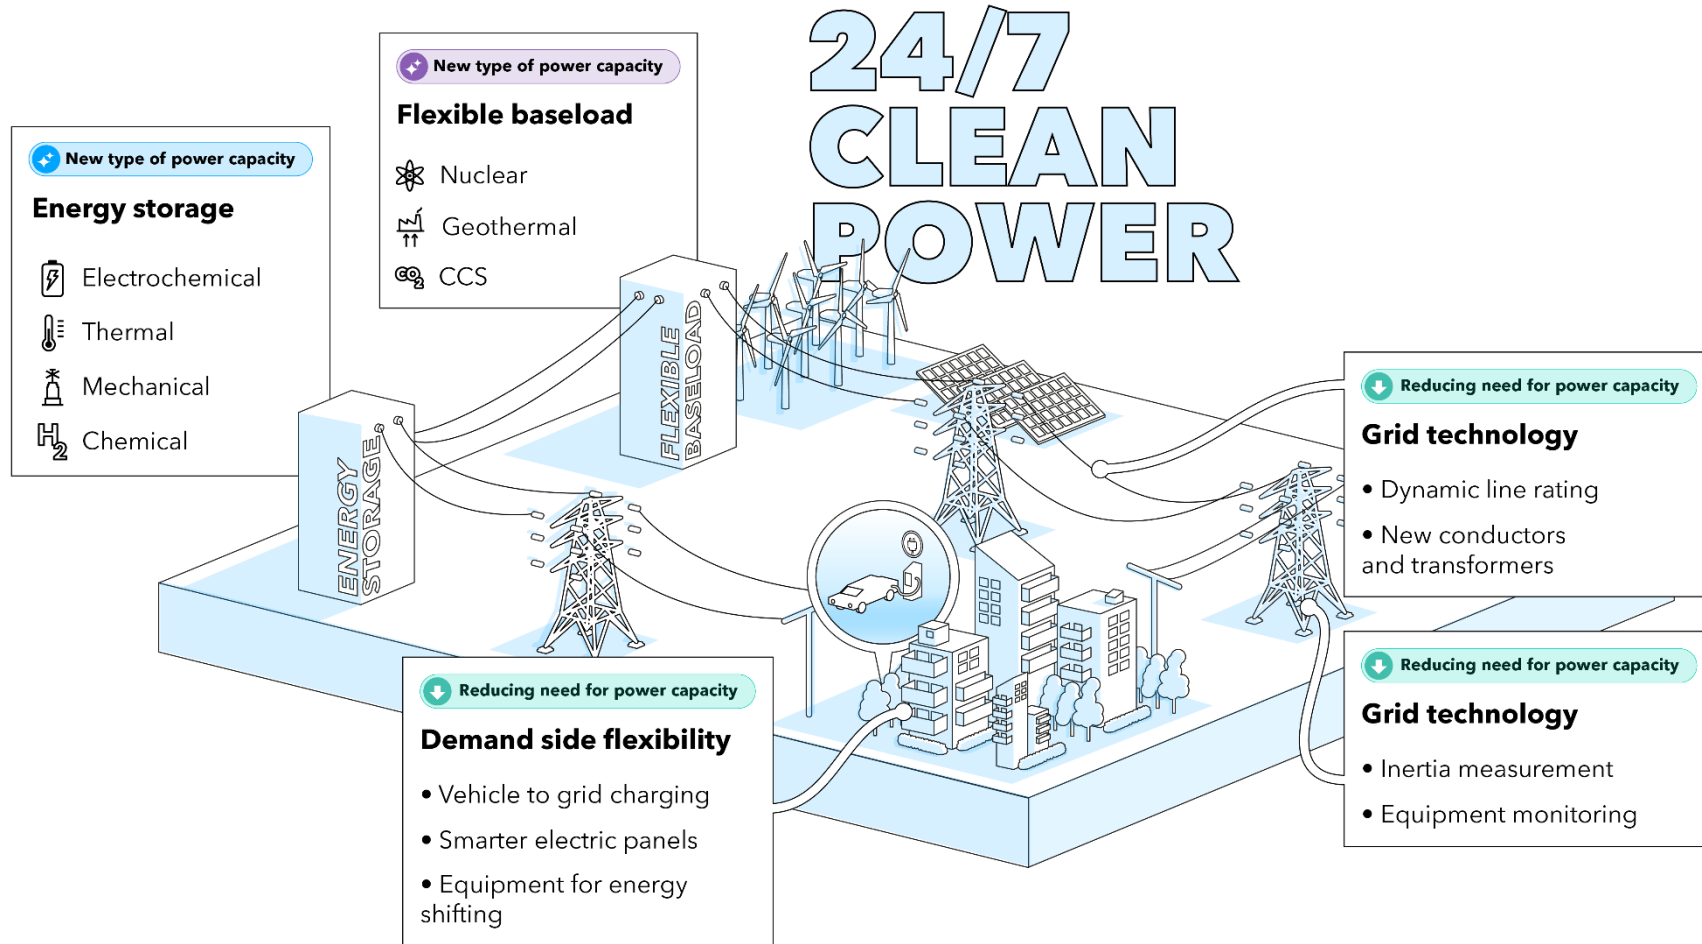 24/7
CLEAN
POWER
New type of power capacity
Flexible baseload
Nuclear
Geothermal
CO2
CCS
New type of power capacity
Energy storage
Electrochemical
Thermal
Mechanical
H2
Chemical
FLEXIBLE
BASELOAD
ENERGY
STORAGE
Reducing need for power capacity
Grid technology
• Dynamic line rating
• New conductors
and transformers
Reducing need for power capacity
Grid technology
• Inertia measurement
• Equipment monitoring
Reducing need for power capacity
Demand side flexibility
• Vehicle to grid charging
• Smarter electric panels
• Equipment for energy
shifting